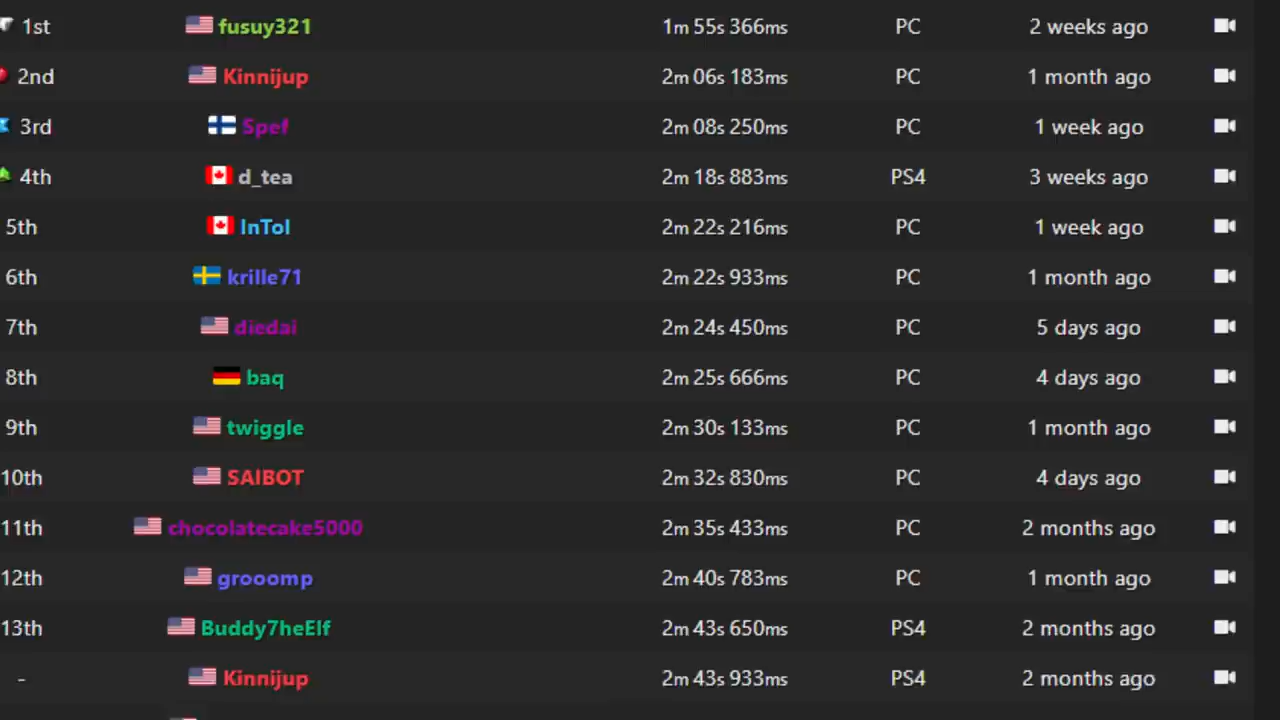 1st fusuy321 1m 55s 366ms PC 2 weeks ago
2nd Kinnijup 2m 06s 183ms PC 1 month ago
3rd Spef 2m 08s 250ms PC 1 week ago
4th d_tea 2m 18s 883ms PS4 3 weeks ago
5th InTol 2m 22s 216ms PC 1 week ago
6th krille71 2m 22s 933ms PC 1 month ago
7th diedai 2m 24s 450ms PC 5 days ago
8th baq 2m 25s 666ms PC 4 days ago
9th twiggle 2m 30s 133ms PC 1 month ago
10th SAIBOT 2m 32s 830ms PC 4 days ago
11th chocolatecake5000 2m 35s 433ms PC 2 months ago
12th grooomp 2m 40s 783ms PC 1 month ago
13th Buddy7heElf 2m 43s 650ms PS4 2 months ago
- Kinnijup 2m 43s 933ms PS4 2 months ago